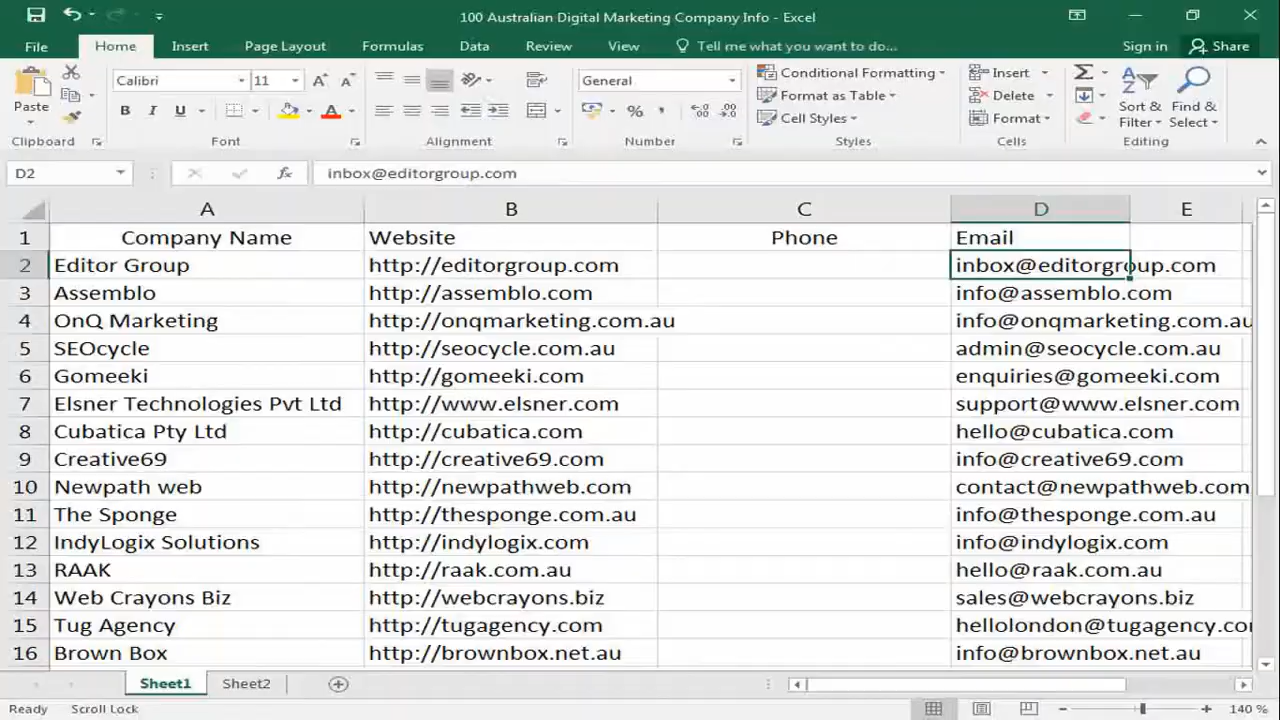 100 Australian Digital Marketing Company Info - Excel
File Home Insert Page Layout Formulas Data Review View Tell me what you want to do... Sign in Share
Paste
Clipboard
Calibri 11
B I U
Font
Alignment
General
Number
Conditional Formatting
Format as Table
Cell Styles
Styles
Insert
Delete
Format
Cells
Sort & Filter
Find & Select
Editing
D2 fx inbox@editorgroup.com
A B C D E
1 Company Name Website Phone Email
2 Editor Group http://editorgroup.com inbox@editorgroup.com
3 Assemblo http://assemblo.com info@assemblo.com
4 OnQ Marketing http://onqmarketing.com.au info@onqmarketing.com.au
5 SEOcycle http://seocycle.com.au admin@seocycle.com.au
6 Gomeeki http://gomeeki.com enquiries@gomeeki.com
7 Elsner Technologies Pvt Ltd http://www.elsner.com support@www.elsner.com
8 Cubatica Pty Ltd http://cubatica.com hello@cubatica.com
9 Creative69 http://creative69.com info@creative69.com
10 Newpath web http://newpathweb.com contact@newpathweb.com
11 The Sponge http://thesponge.com.au info@thesponge.com.au
12 IndyLogix Solutions http://indylogix.com info@indylogix.com
13 RAAK http://raak.com.au hello@raak.com.au
14 Web Crayons Biz http://webcrayons.biz sales@webcrayons.biz
15 Tug Agency http://tugagency.com hellolondon@tugagency.co
16 Brown Box http://brownbox.net.au info@brownbox.net.au
Sheet1 Sheet2
Ready Scroll Lock 140 %